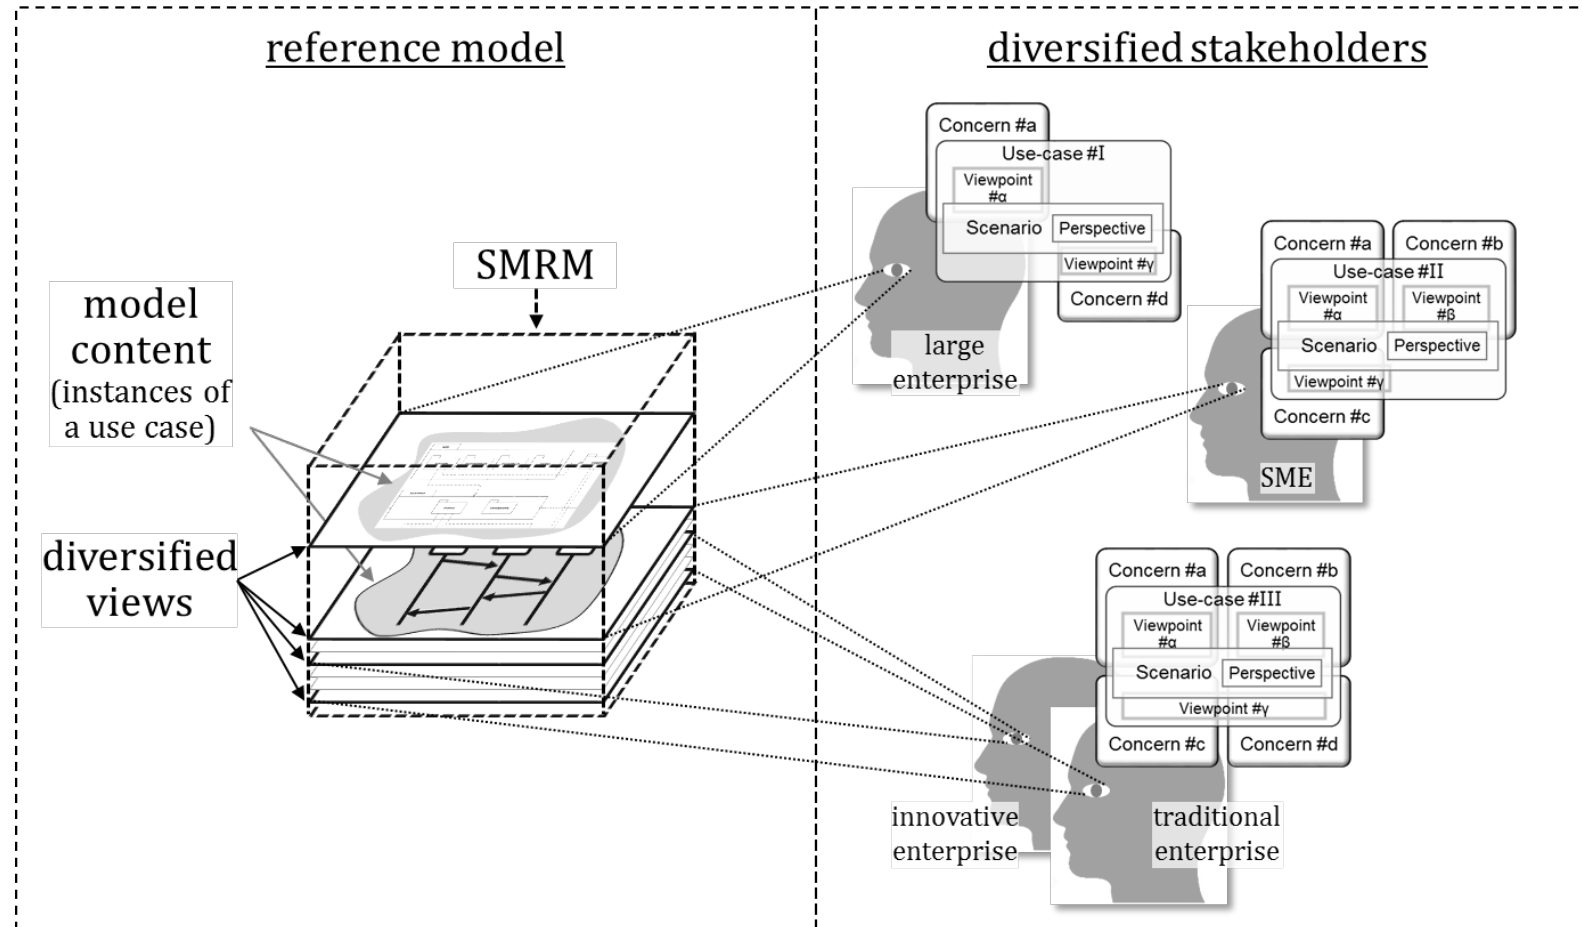 reference model
diversified stakeholders
SMRM
model
content
(instances of
a use case)
diversified
views
Concern #a
Use-case #I
Viewpoint
#α
Scenario
Perspective
Viewpoint #γ
Concern #d
large
enterprise
Concern #a
Concern #b
Use-case #II
Viewpoint
#α
Viewpoint
#β
Scenario
Perspective
Viewpoint #γ
Concern #c
SME
Concern #a
Concern #b
Use-case #III
Viewpoint
#α
Viewpoint
#β
Scenario
Perspective
Viewpoint #γ
Concern #c
Concern #d
innovative
enterprise
traditional
enterprise